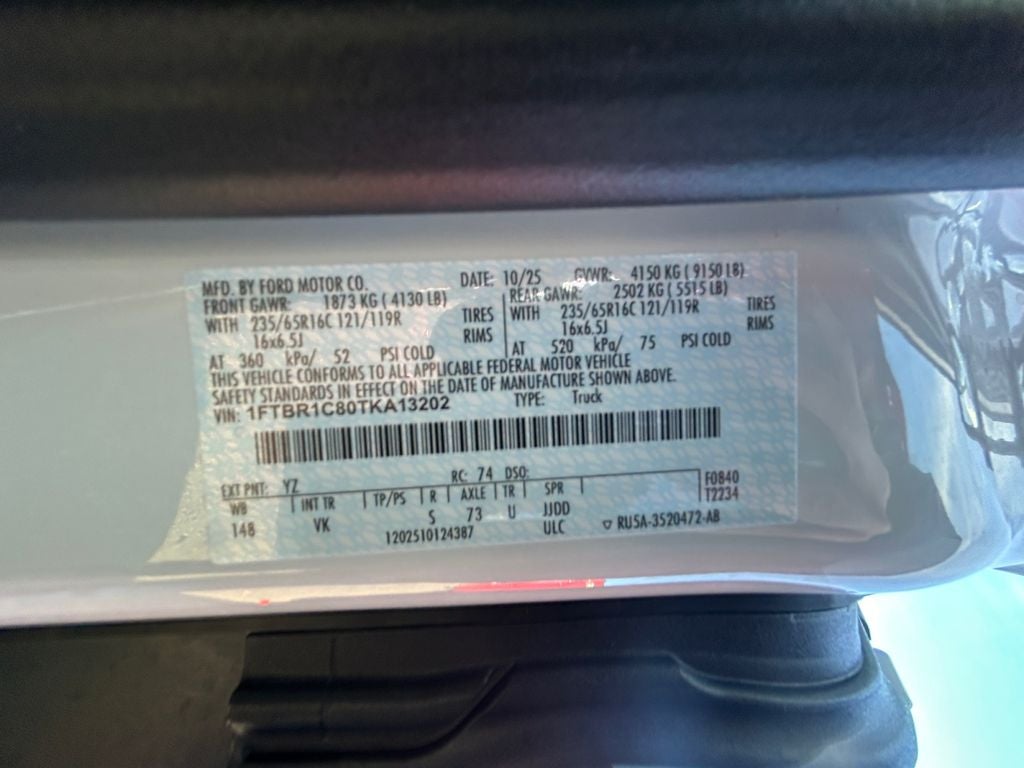 MFD. BY FORD MOTOR CO. DATE: 10/25 GVWR: 4150 KG ( 9150 LB)
FRONT GAWR: 1873 KG ( 4130 LB) REAR GAWR: 2502 KG ( 5515 LB)
WITH 235/65R16C 121/119R TIRES WITH 235/65R16C 121/119R TIRES
16x6.5J RIMS 16x6.5J RIMS
AT 360 kPa/ 52 PSI COLD AT 520 kPa/ 75 PSI COLD
THIS VEHICLE CONFORMS TO ALL APPLICABLE FEDERAL MOTOR VEHICLE
SAFETY STANDARDS IN EFFECT ON THE DATE OF MANUFACTURE SHOWN ABOVE.
VIN: 1FTBR1C80TKA13202 TYPE: Truck
EXT PNT: YZ RC: 74 DSO: F0840
WB INT TR TP/PS R AXLE TR SPR T2234
148 VK S 73 U JJDD
1202510124387 ULC ▽ RU5A-3520472-AB